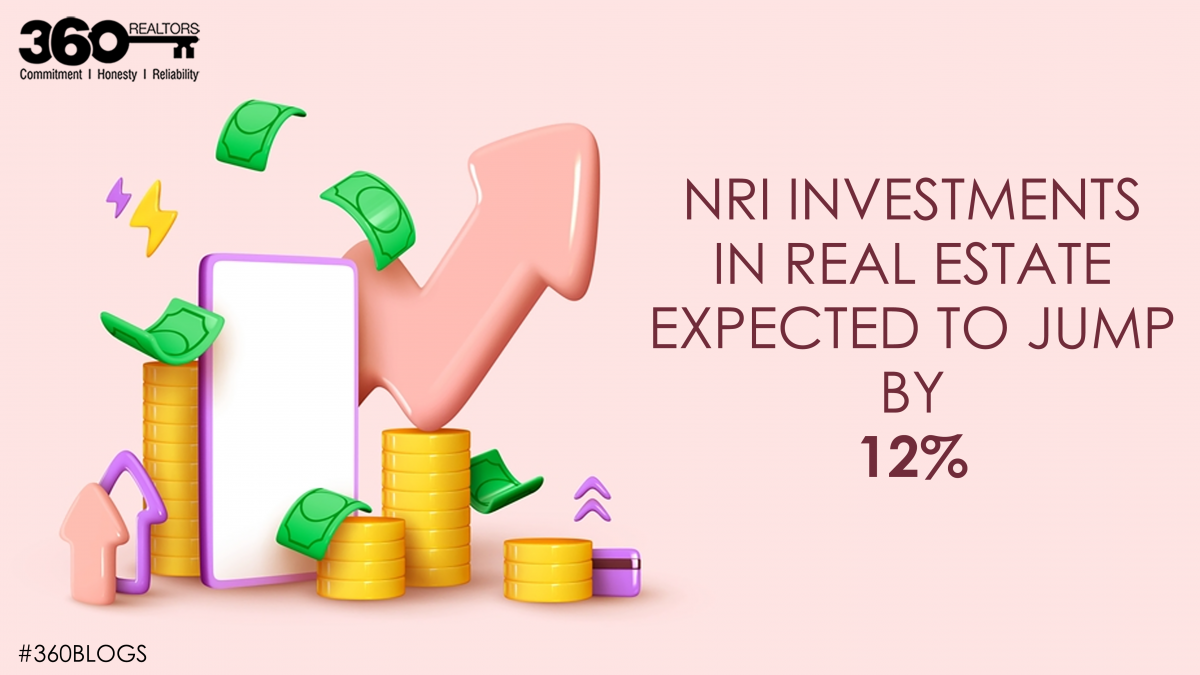 360 REALTORS
Commitment | Honesty | Reliability
NRI INVESTMENTS
IN REAL ESTATE
EXPECTED TO JUMP
BY
12%
#360BLOGS